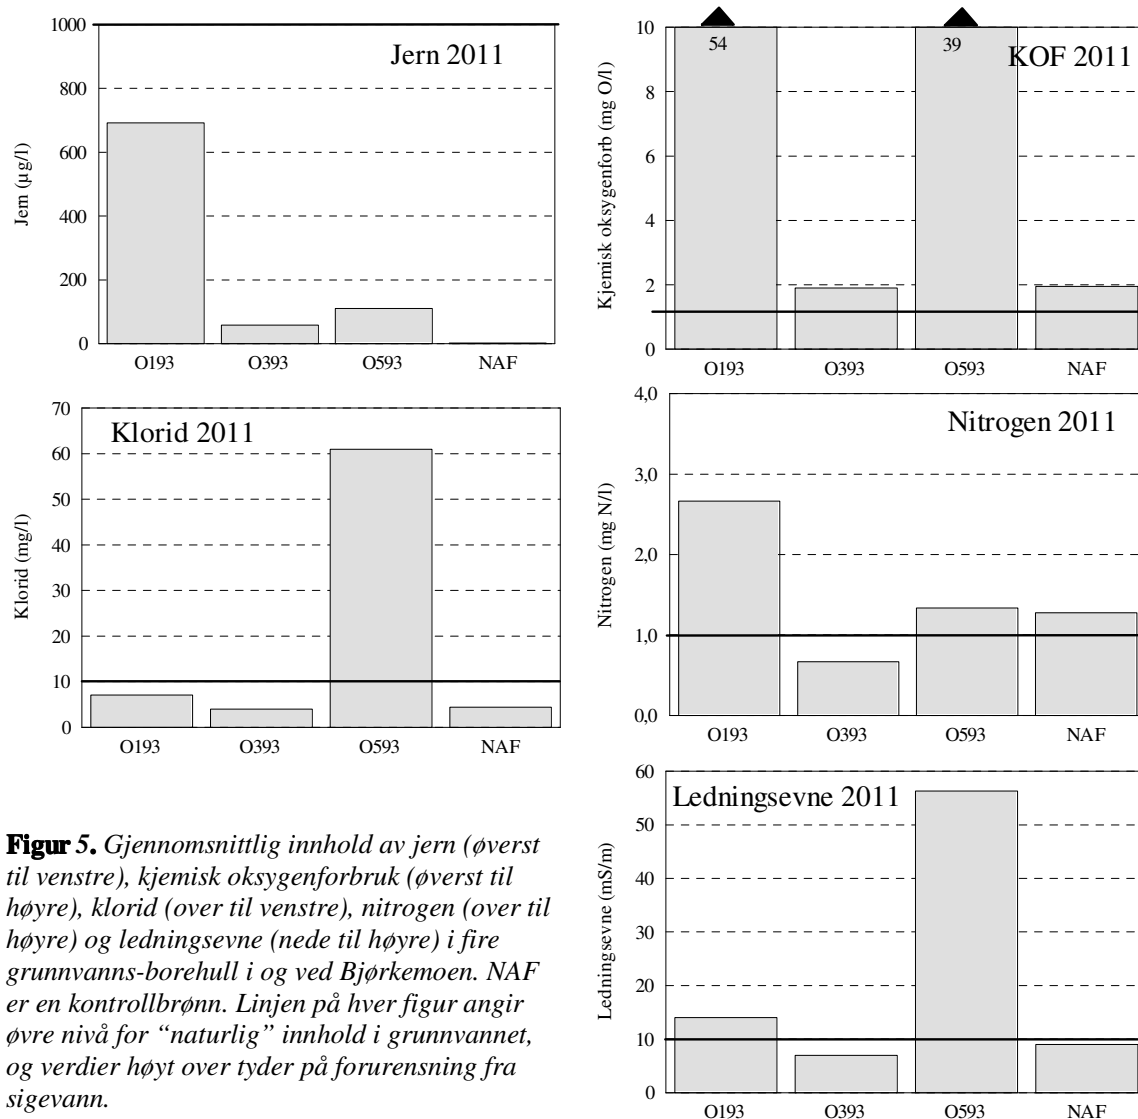 Jern 2011
Jern (µg/l)
1000
800
600
400
200
0
O193 O393 O593 NAF
KOF 2011
Kjemisk oksygenforb (mg O/l)
54 39
10
8
6
4
2
0
O193 O393 O593 NAF
Klorid 2011
Klorid (mg/l)
70
60
50
40
30
20
10
0
O193 O393 O593 NAF
Nitrogen 2011
Nitrogen (mg N/l)
4,0
3,0
2,0
1,0
0,0
O193 O393 O593 NAF
Ledningsevne 2011
Ledningsevne (mS/m)
60
50
40
30
20
10
0
O193 O393 O593 NAF
Figur 5. Gjennomsnittlig innhold av jern (øverst
til venstre), kjemisk oksygenforbruk (øverst til
høyre), klorid (over til venstre), nitrogen (over til
høyre) og ledningsevne (nede til høyre) i fire
grunnvanns-borehull i og ved Bjørkemoen. NAF
er en kontrollbrønn. Linjen på hver figur angir
øvre nivå for “naturlig” innhold i grunnvannet,
og verdier høyt over tyder på forurensning fra
sigevann.